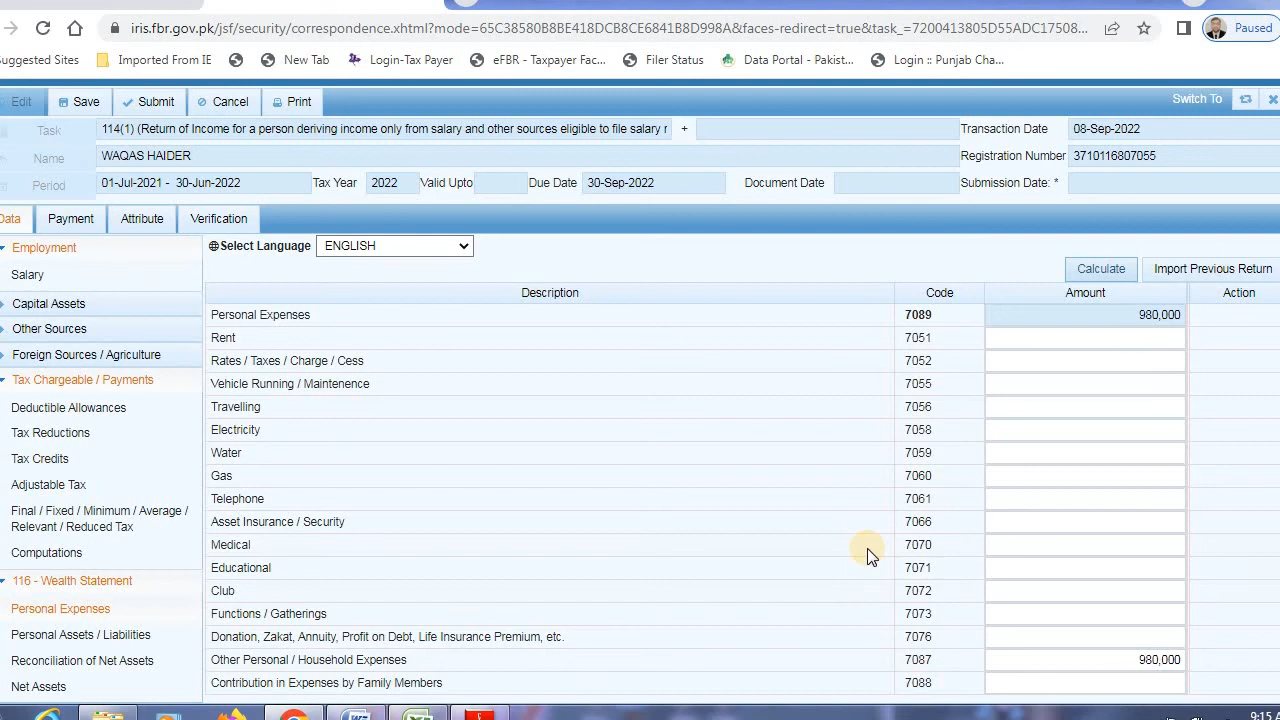 iris.fbr.gov.pk/jsf/security/correspondence.xhtml?mode=65C38580B8BE418DCB8CE6841B8D998A&faces-redirect=true&task_=7200413805D55ADC17508... Paused
uggested Sites Imported From IE New Tab Login-Tax Payer eFBR - Taxpayer Fac... Filer Status Data Portal - Pakist... Login :: Punjab Cha...
Edit Save Submit Cancel Print Switch To
Task 114(1) (Return of Income for a person deriving income only from salary and other sources eligible to file salary r + Transaction Date 08-Sep-2022
Name WAQAS HAIDER Registration Number 3710116807055
Period 01-Jul-2021 - 30-Jun-2022 Tax Year 2022 Valid Upto Due Date 30-Sep-2022 Document Date Submission Date: *
Data Payment Attribute Verification
Employment
Salary
Capital Assets
Other Sources
Foreign Sources / Agriculture
Tax Chargeable / Payments
Deductible Allowances
Tax Reductions
Tax Credits
Adjustable Tax
Final / Fixed / Minimum / Average /
Relevant / Reduced Tax
Computations
116 - Wealth Statement
Personal Expenses
Personal Assets / Liabilities
Reconciliation of Net Assets
Net Assets
Select Language ENGLISH
Calculate Import Previous Return
Description Code Amount Action
Personal Expenses 7089 980,000
Rent 7051
Rates / Taxes / Charge / Cess 7052
Vehicle Running / Maintenence 7055
Travelling 7056
Electricity 7058
Water 7059
Gas 7060
Telephone 7061
Asset Insurance / Security 7066
Medical 7070
Educational 7071
Club 7072
Functions / Gatherings 7073
Donation, Zakat, Annuity, Profit on Debt, Life Insurance Premium, etc. 7076
Other Personal / Household Expenses 7087 980,000
Contribution in Expenses by Family Members 7088